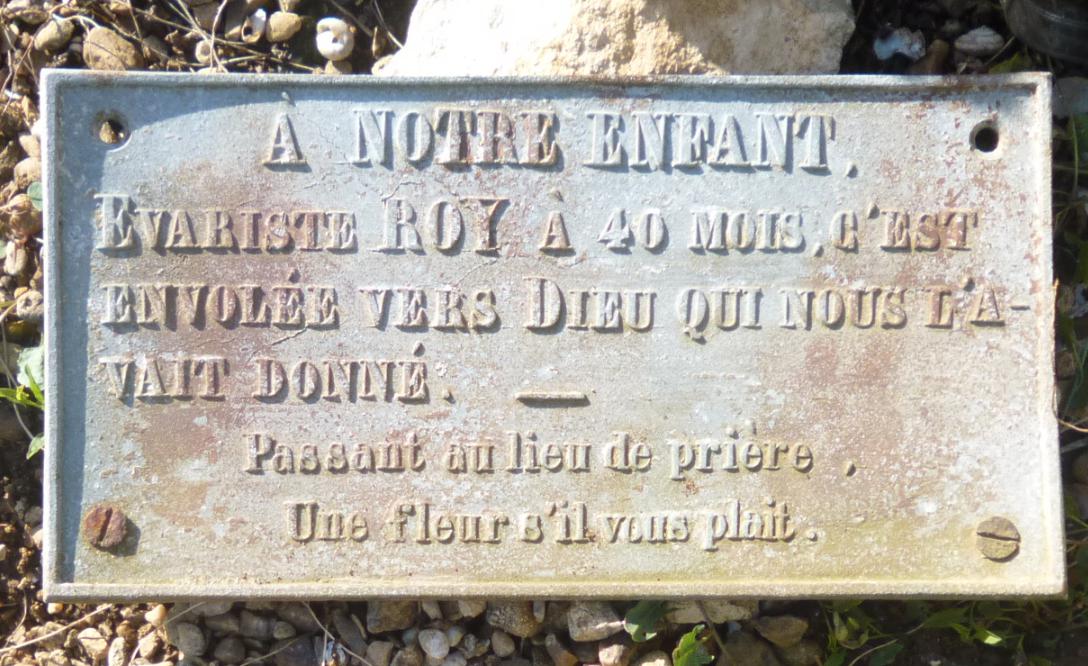 À NOTRE ENFANT,
EVARISTE ROY À 40 MOIS, C'EST
ENVOLÉE VERS DIEU QUI NOUS L'A-
VAIT DONNÉ. —
Passant au lieu de prière,
Une fleur s'il vous plait.